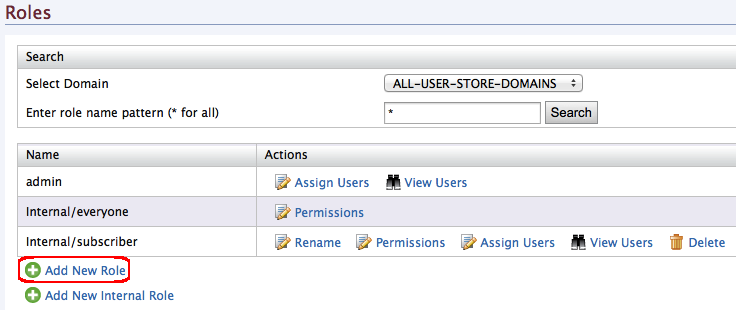 Roles
Search
Select Domain ALL-USER-STORE-DOMAINS
Enter role name pattern (* for all) * Search
Name Actions
admin Assign Users View Users
Internal/everyone Permissions
Internal/subscriber Rename Permissions Assign Users View Users Delete
Add New Role
Add New Internal Role